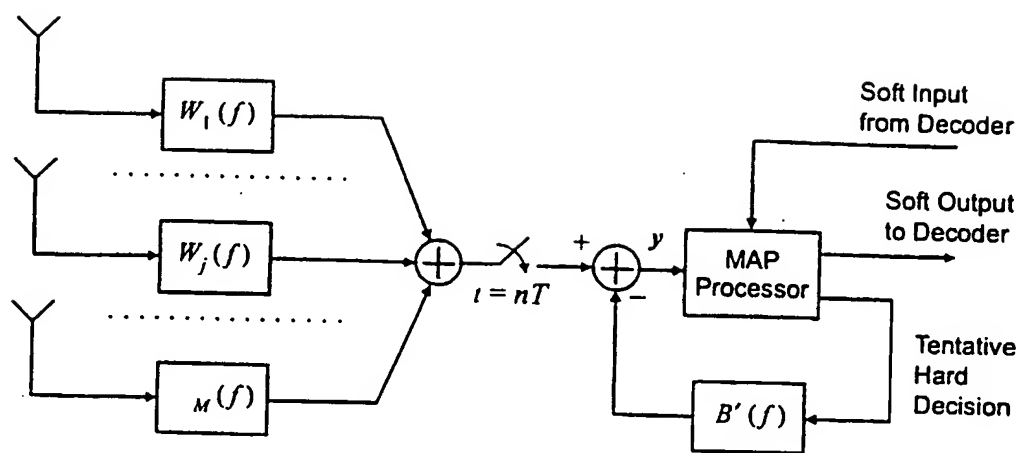 W₁(f)
Wⱼ(f)
M(f)
t = nT
+
−
y
MAP
Processor
B′(f)
Soft Input
from Decoder
Soft Output
to Decoder
Tentative
Hard
Decision